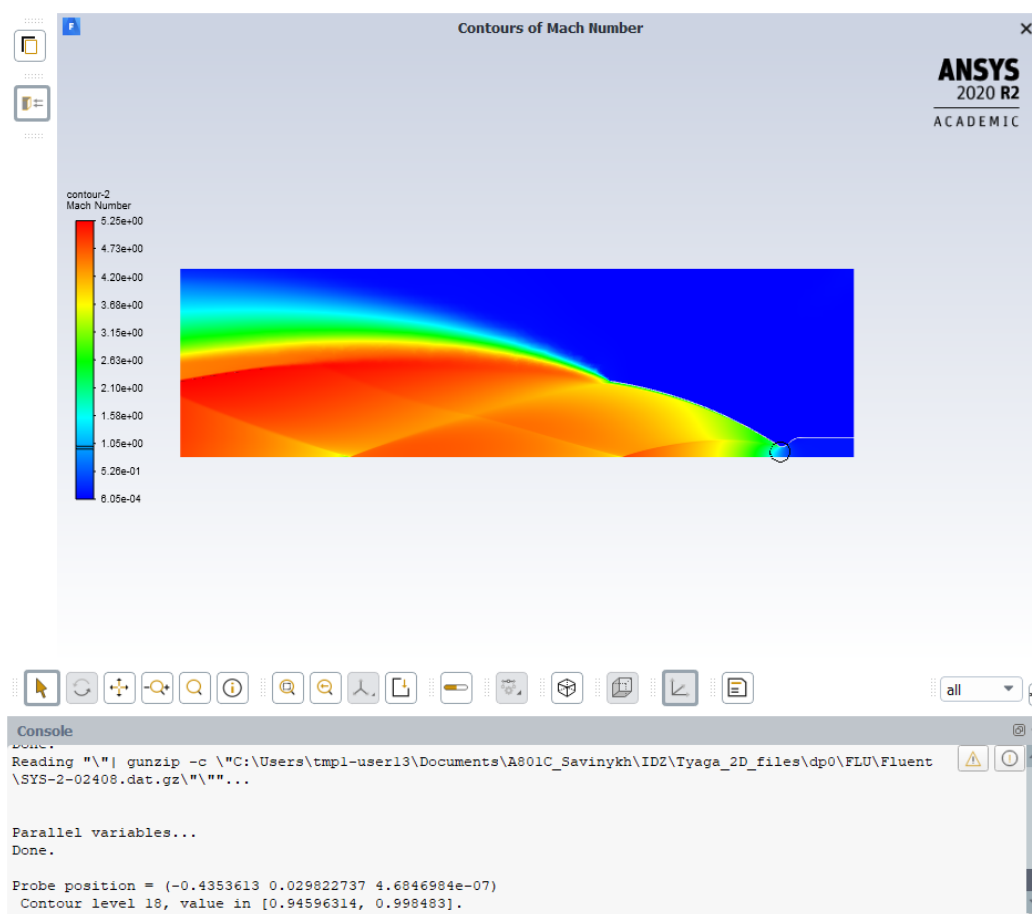 Contours of Mach Number
ANSYS
2020 R2
ACADEMIC
contour-2
Mach Number
5.25e+00
4.73e+00
4.20e+00
3.68e+00
3.15e+00
2.63e+00
2.10e+00
1.58e+00
1.05e+00
5.26e-01
6.05e-04
all
Console
Done.
Reading "\"| gunzip -c \"C:\Users\tmp1-user13\Documents\A801C_Savinykh\IDZ\Tyaga_2D_files\dp0\FLU\Fluent
\SYS-2-02408.dat.gz\"\""...
Parallel variables...
Done.
Probe position = (-0.4353613 0.029822737 4.6846984e-07)
Contour level 18, value in [0.94596314, 0.998483].